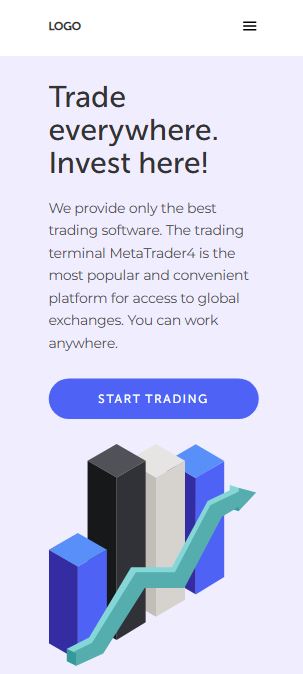 LOGO
Trade
everywhere.
Invest here!
We provide only the best
trading software. The trading
terminal MetaTrader4 is the
most popular and convenient
platform for access to global
exchanges. You can work
anywhere.
START TRADING